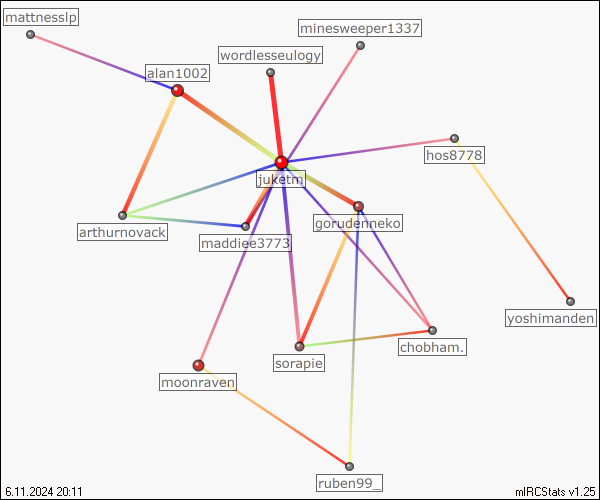 mattnesslp
minesweeper1337
wordlesseulogy
alan1002
hos8778
juketm
gorudenneko
arthurnovack
maddiee3773
yoshimanden
chobham.
sorapie
moonraven
ruben99_
6.11.2024 20:11
mIRCStats v1.25